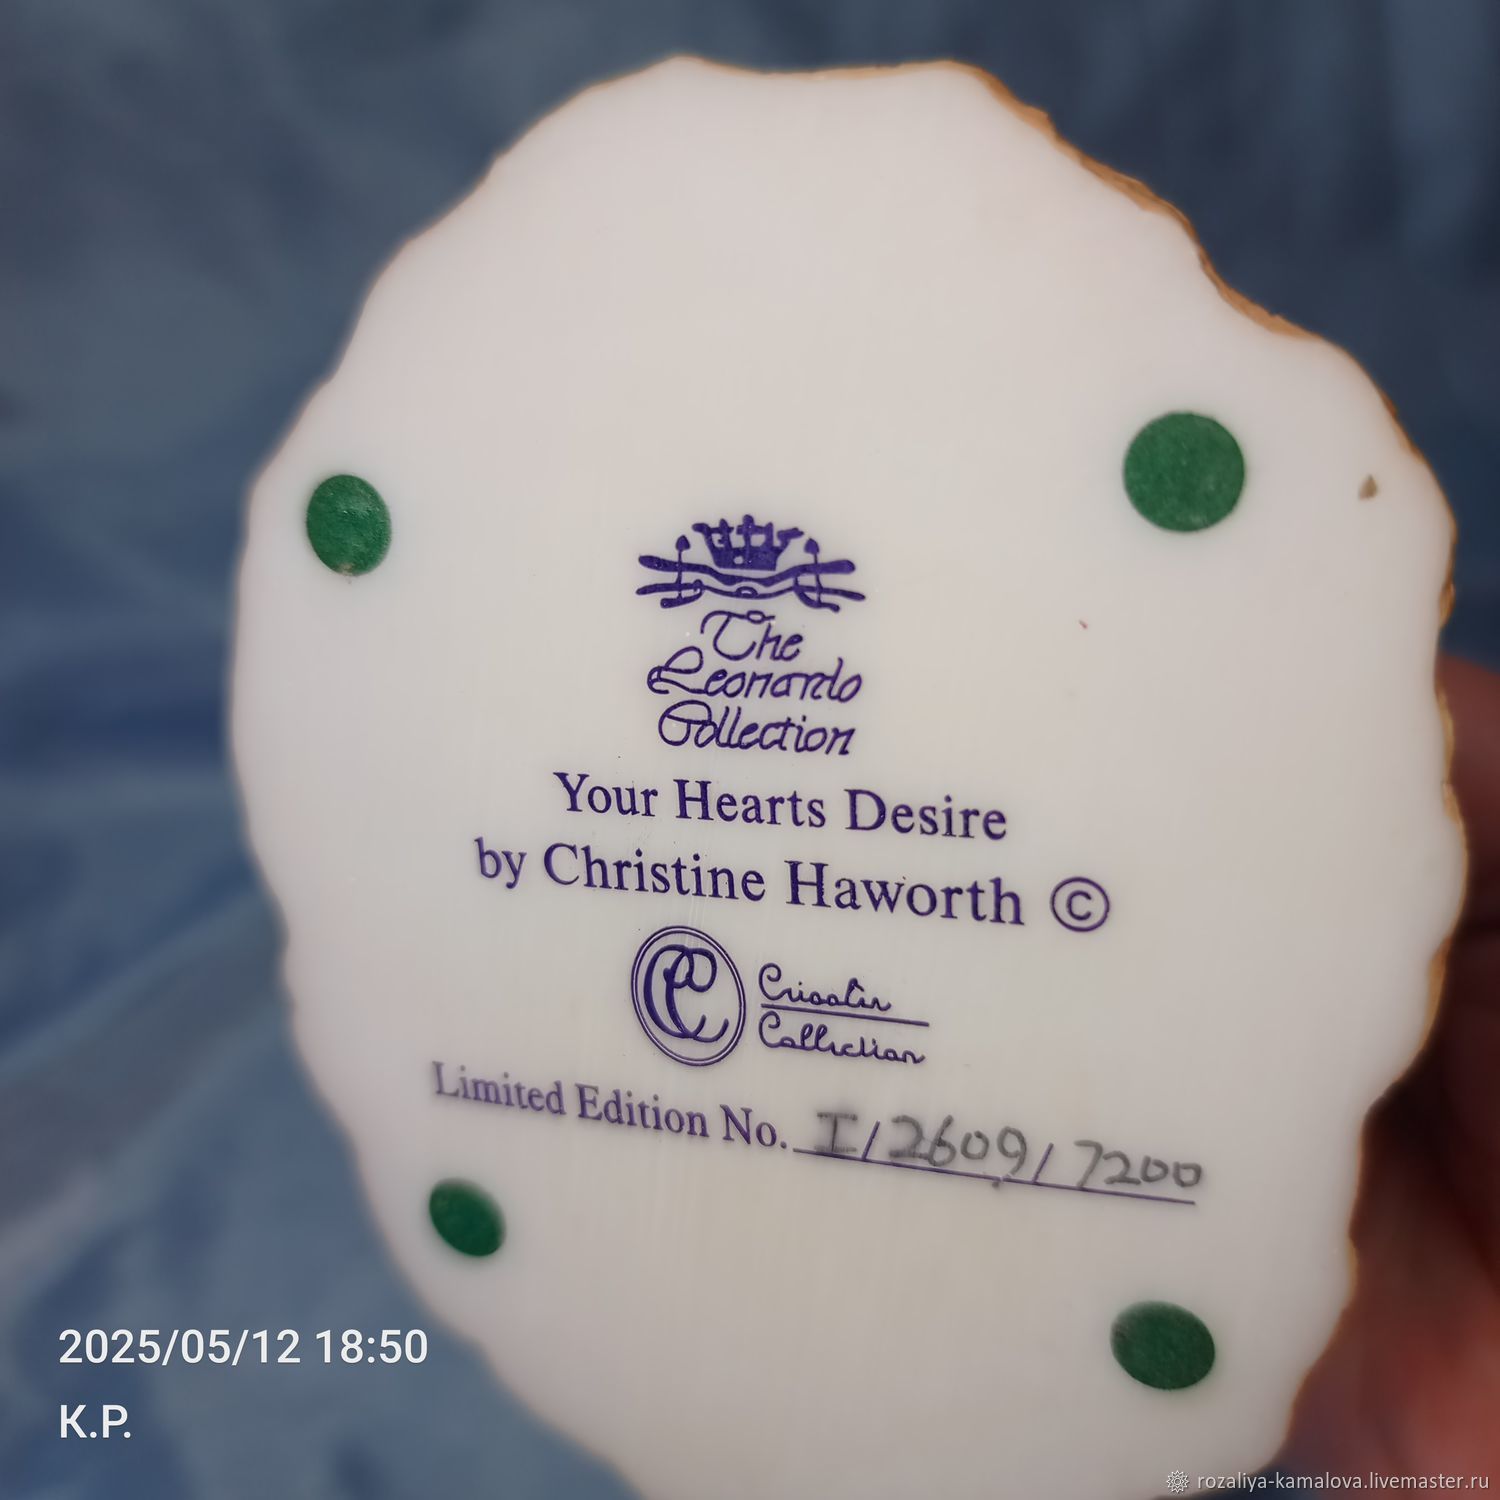 The
Leonardo
Collection
Your Hearts Desire
by Christine Haworth ©
CC
Collection
Limited Edition No. I/2609/7200
2025/05/12 18:50
K.P.
rozaliya-kamalova.livemaster.ru